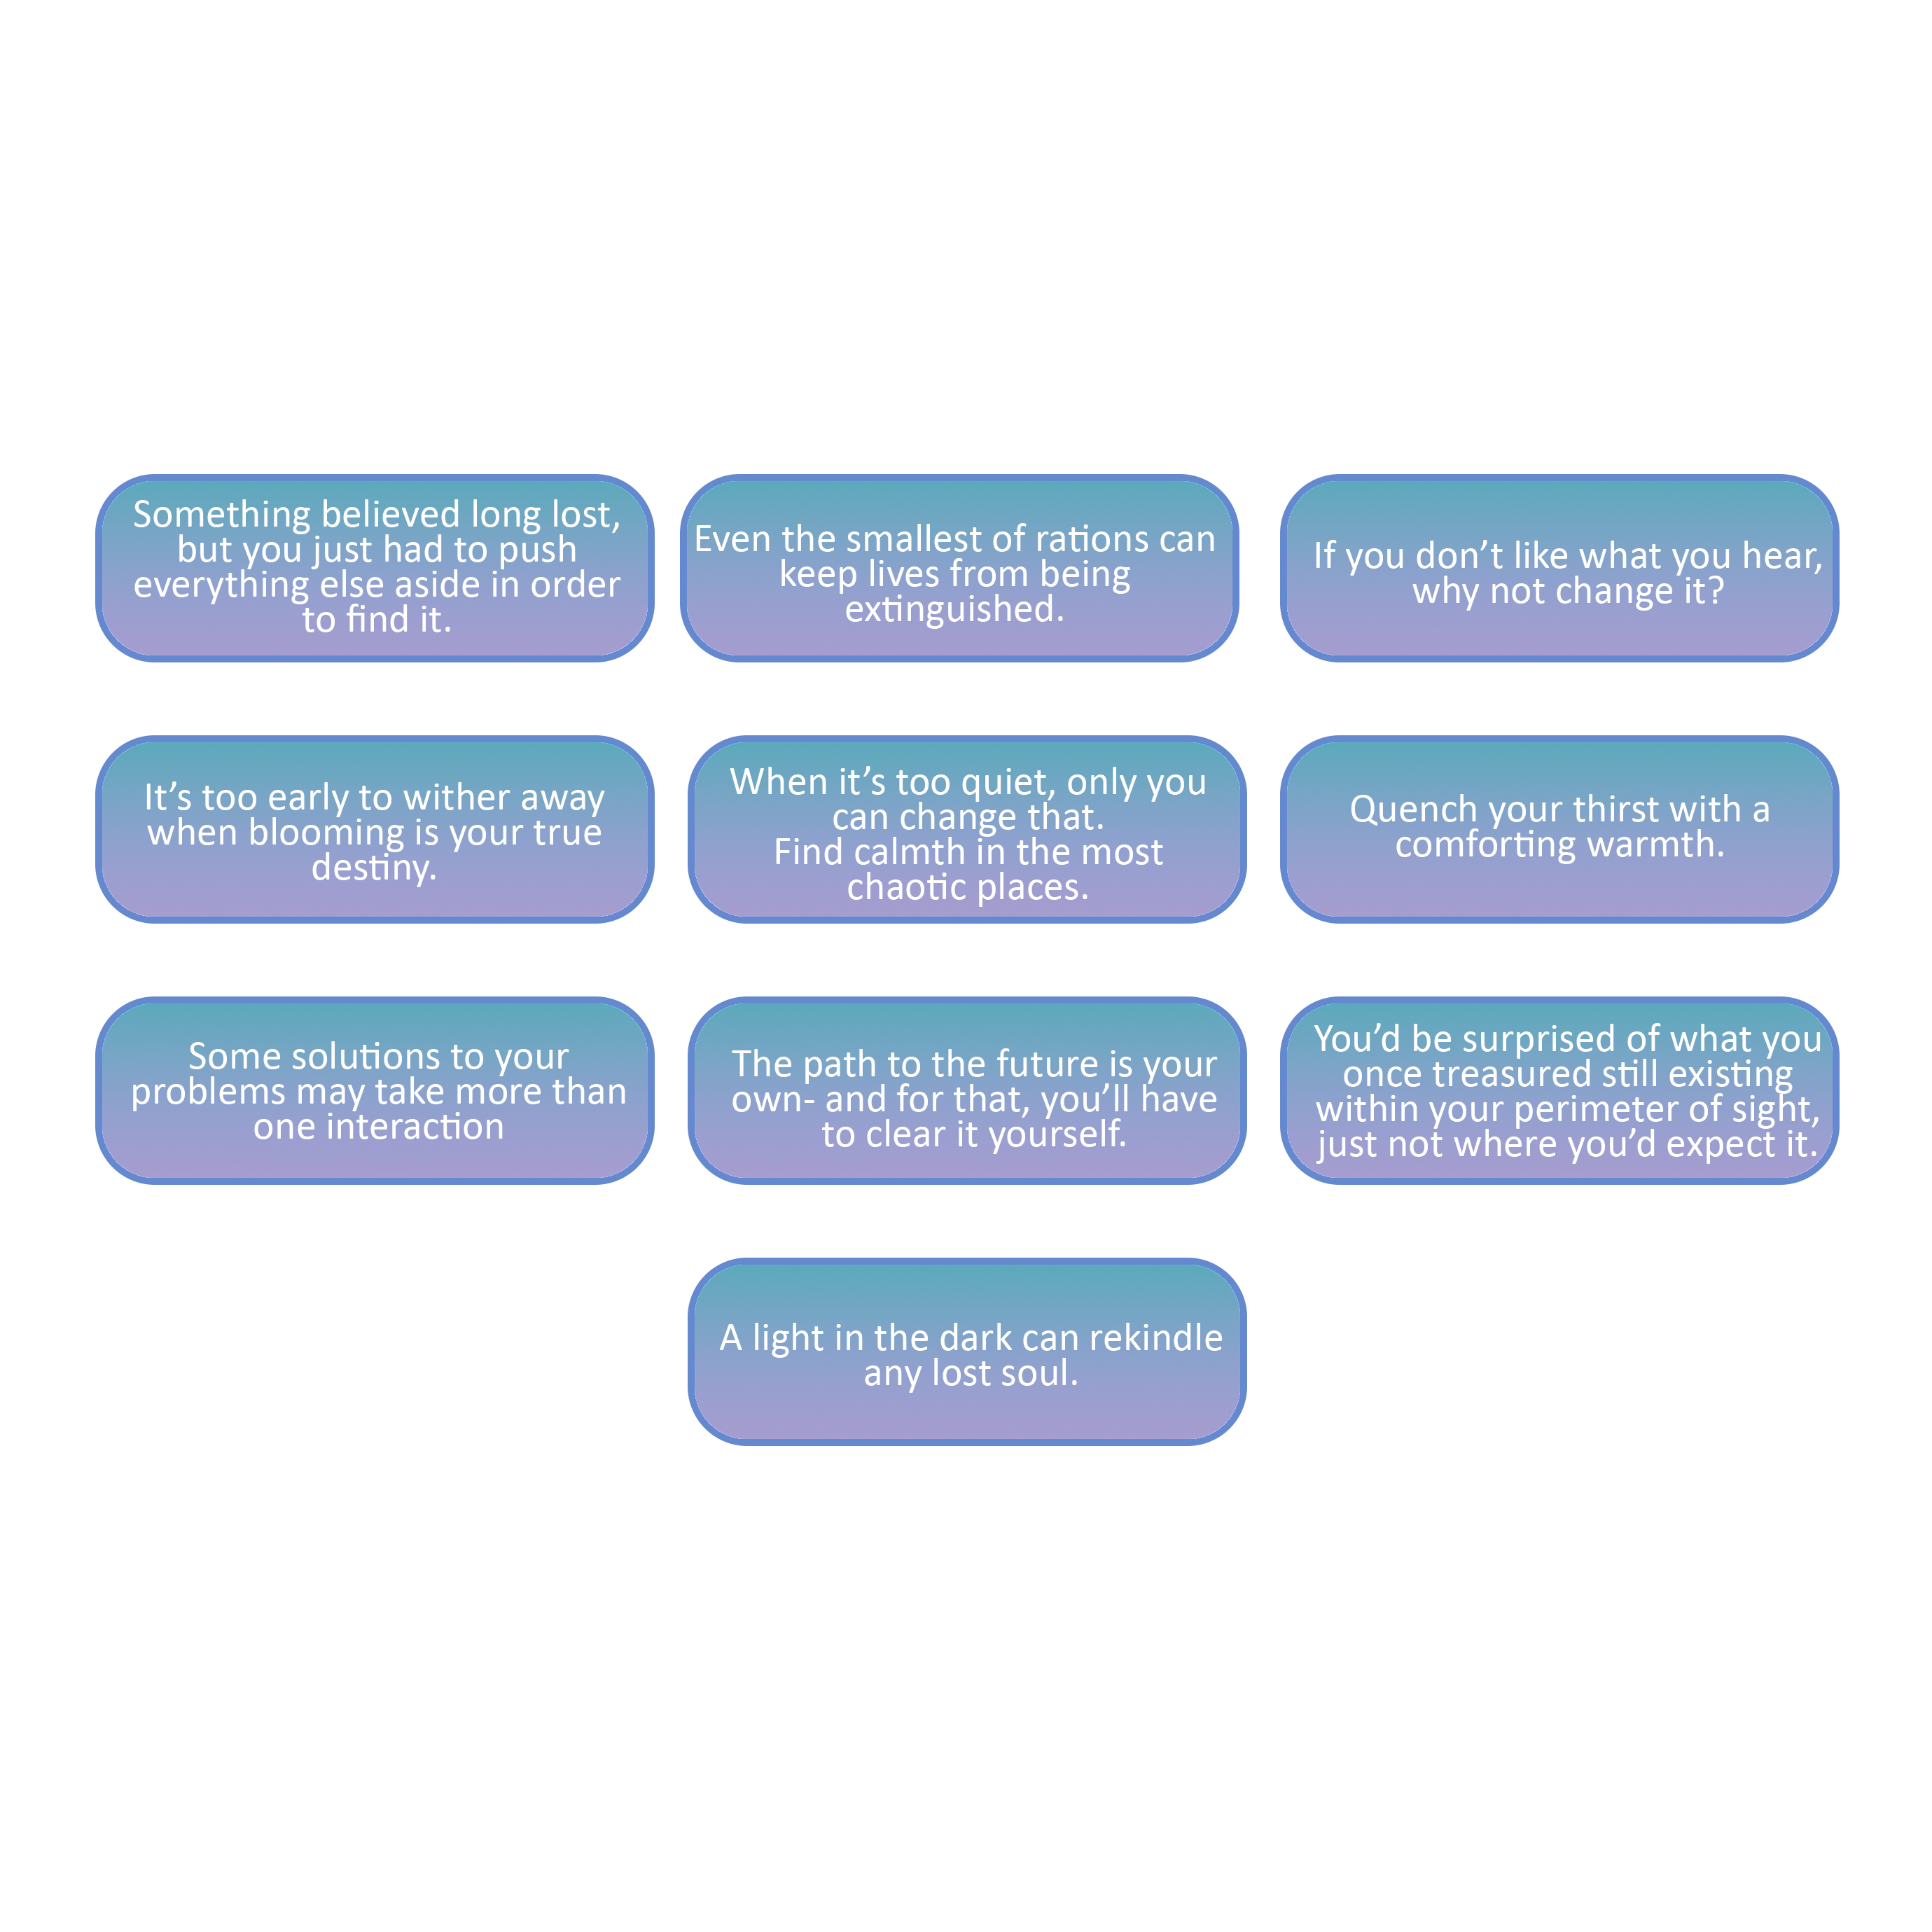 Something believed long lost,
but you just had to push
everything else aside in order
to find it.
Even the smallest of rations can
keep lives from being
extinguished.
If you don’t like what you hear,
why not change it?
It’s too early to wither away
when blooming is your true
destiny.
When it’s too quiet, only you
can change that.
Find calmth in the most
chaotic places.
Quench your thirst with a
comforting warmth.
Some solutions to your
problems may take more than
one interaction
The path to the future is your
own- and for that, you’ll have
to clear it yourself.
You’d be surprised of what you
once treasured still existing
within your perimeter of sight,
just not where you’d expect it.
A light in the dark can rekindle
any lost soul.